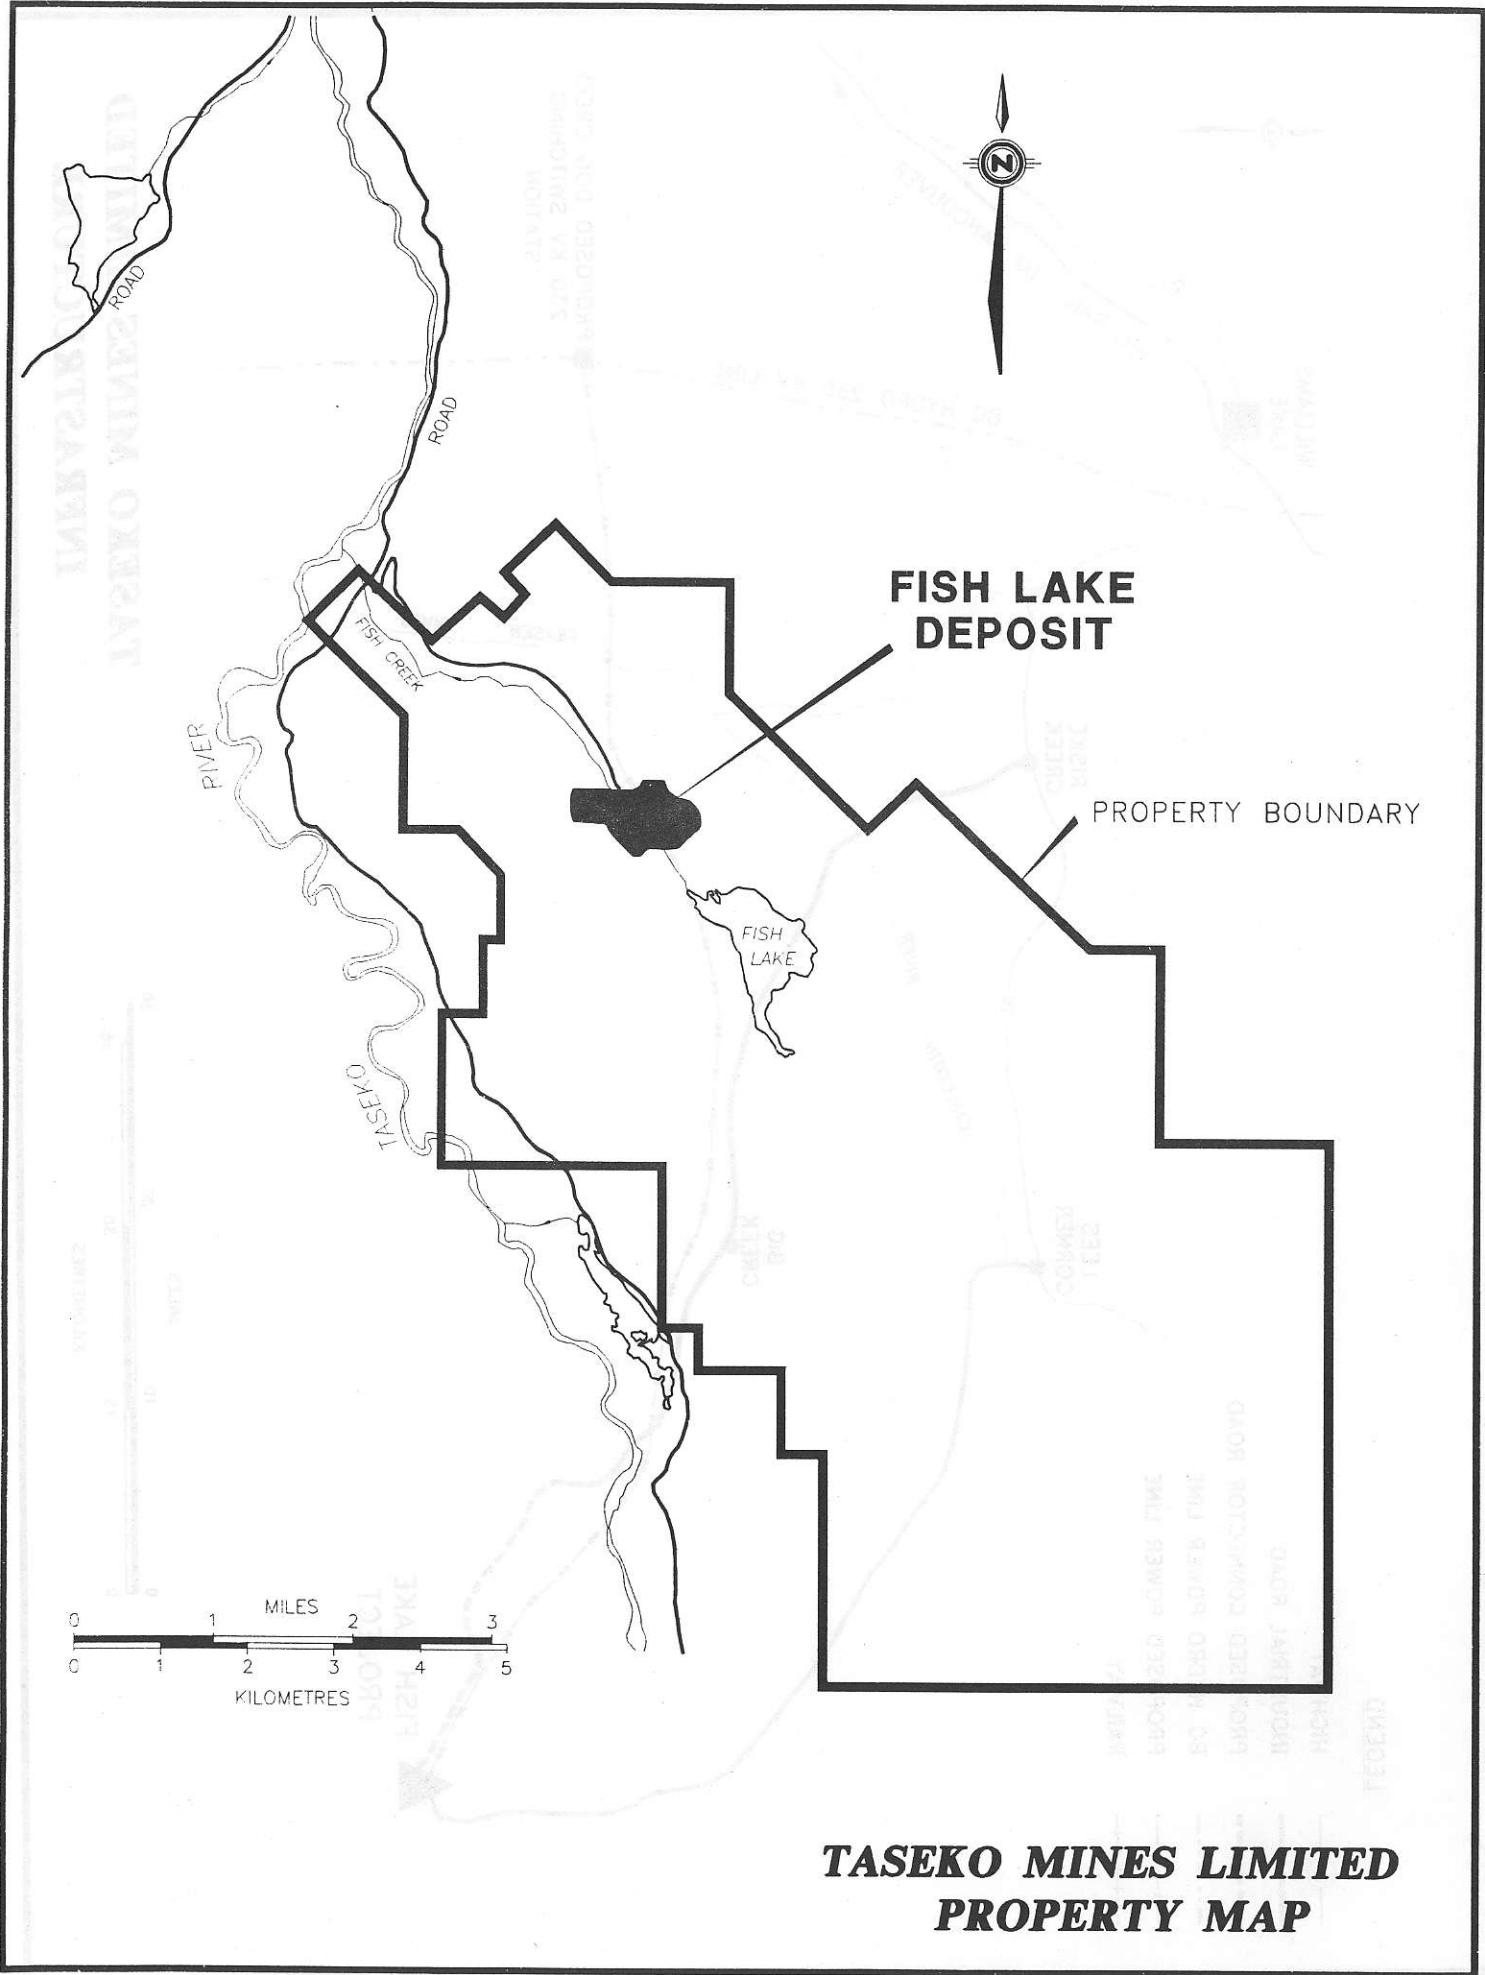 N
ROAD
ROAD
FISH LAKE
DEPOSIT
FISH CREEK
RIVER
PROPERTY BOUNDARY
FISH
LAKE
TASEKO
MILES
0 1 2 3
0 1 2 3 4 5
KILOMETRES
TASEKO MINES LIMITED
PROPERTY MAP